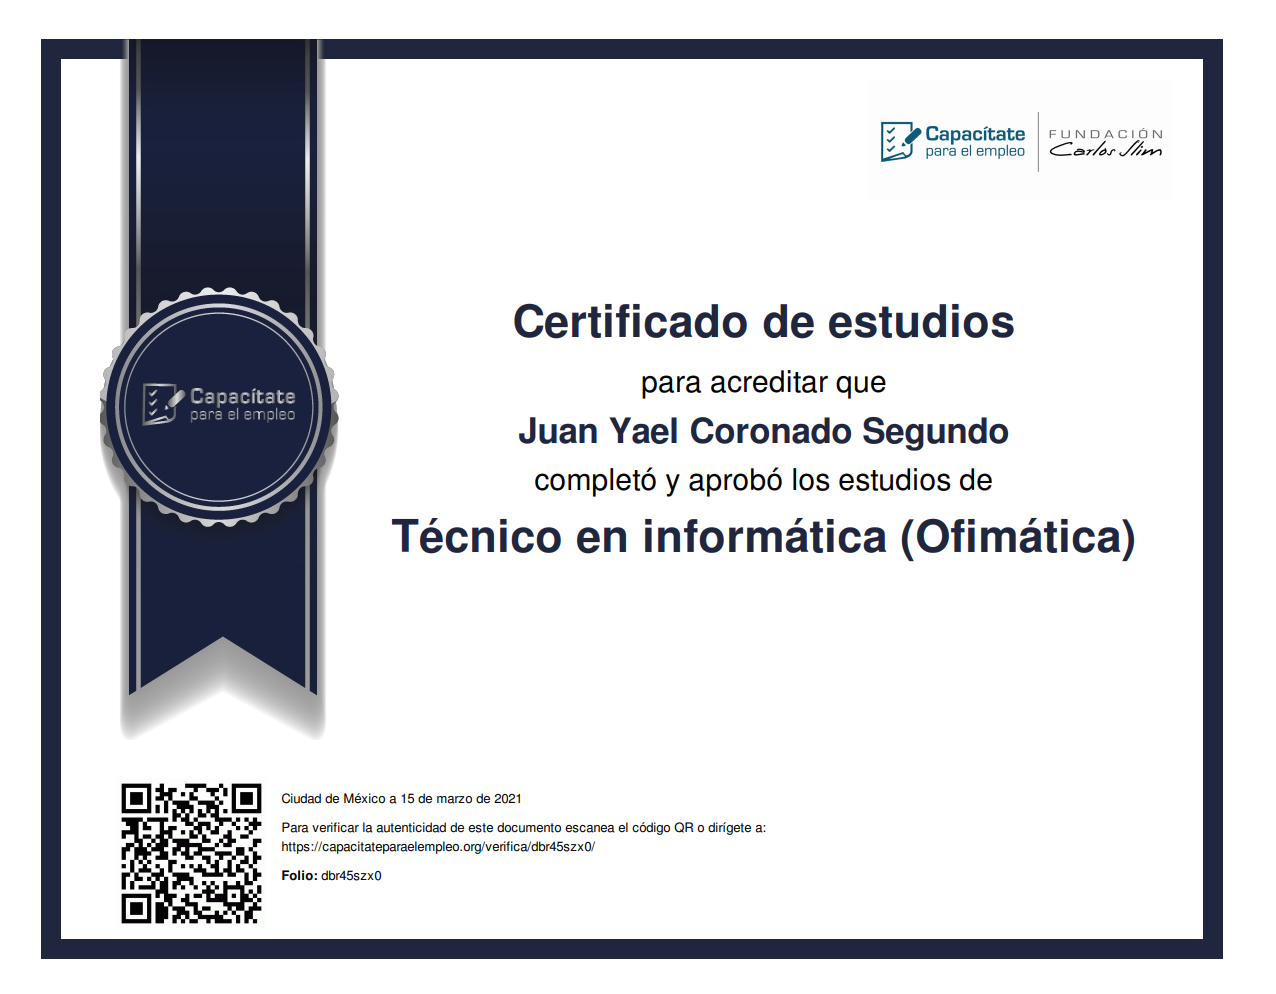 Capacítate
para el empleo
FUNDACIÓN
Carlos Slim
Certificado de estudios
para acreditar que
Juan Yael Coronado Segundo
completó y aprobó los estudios de
Técnico en informática (Ofimática)
Capacítate
para el empleo
Ciudad de México a 15 de marzo de 2021
Para verificar la autenticidad de este documento escanea el código QR o dirígete a:
https://capacitateparaelempleo.org/verifica/dbr45szx0/
Folio: dbr45szx0